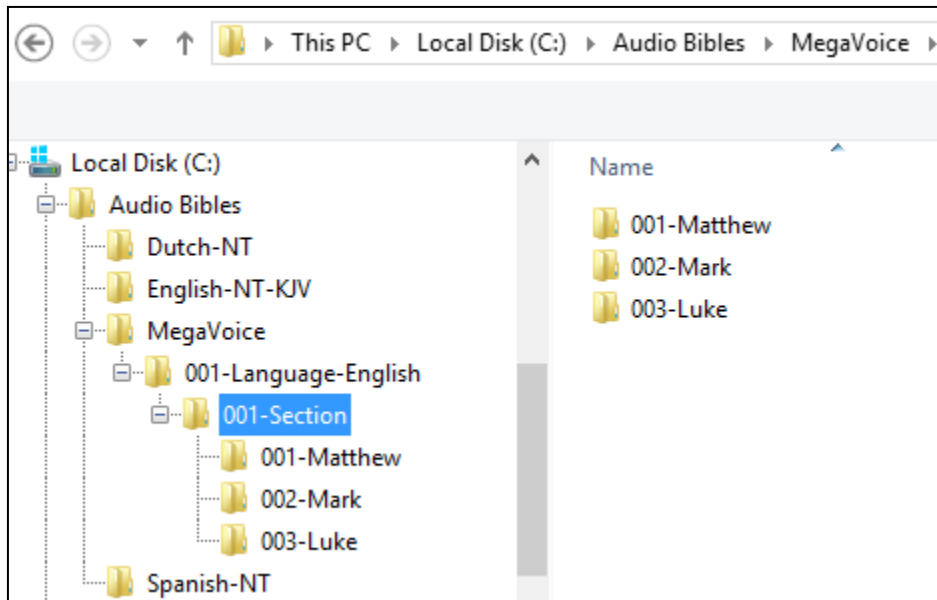 This PC Local Disk (C:) Audio Bibles MegaVoice
Local Disk (C:)
Audio Bibles
Dutch-NT
English-NT-KJV
MegaVoice
001-Language-English
001-Section
001-Matthew
002-Mark
003-Luke
Spanish-NT
Name
001-Matthew
002-Mark
003-Luke